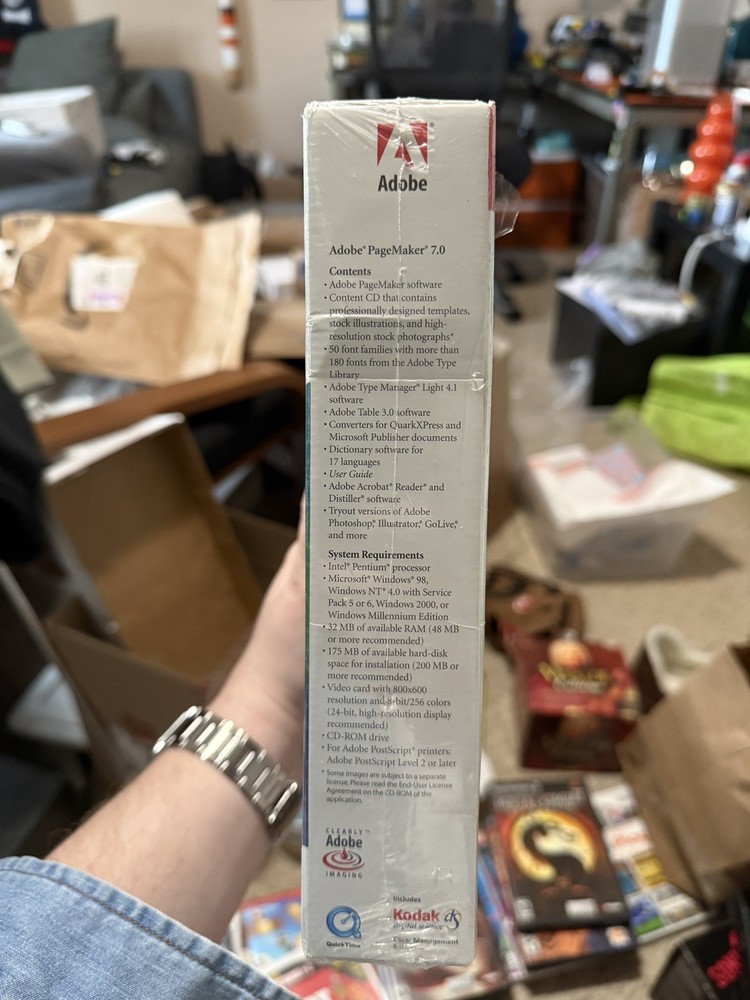 Adobe
Adobe® PageMaker® 7.0
Contents
• Adobe PageMaker software
• Content CD that contains
professionally designed templates,
stock illustrations, and high-
resolution stock photographs*
• 50 font families with more than
180 fonts from the Adobe Type
Library
• Adobe Type Manager® Light 4.1
software
• Adobe Table 3.0 software
• Converters for QuarkXPress and
Microsoft Publisher documents
• Dictionary software for
17 languages
• User Guide
• Adobe Acrobat® Reader® and
Distiller® software
• Tryout versions of Adobe
Photoshop®, Illustrator®, GoLive®,
and more
System Requirements
• Intel® Pentium® processor
• Microsoft® Windows® 98,
Windows NT® 4.0 with Service
Pack 5 or 6, Windows 2000, or
Windows Millennium Edition
• 32 MB of available RAM (48 MB
or more recommended)
• 175 MB of available hard-disk
space for installation (200 MB or
more recommended)
• Video card with 800x600
resolution and 8-bit/256 colors
(24-bit, high-resolution display
recommended)
• CD-ROM drive
• For Adobe PostScript® printers:
Adobe PostScript Level 2 or later
* Some images are subject to a separate
license. Please read the End-User License
Agreement on the CD-ROM of the
application.
CLEARLY™
Adobe
IMAGING
QuickTime
Includes
Kodak ds
digital science
Management